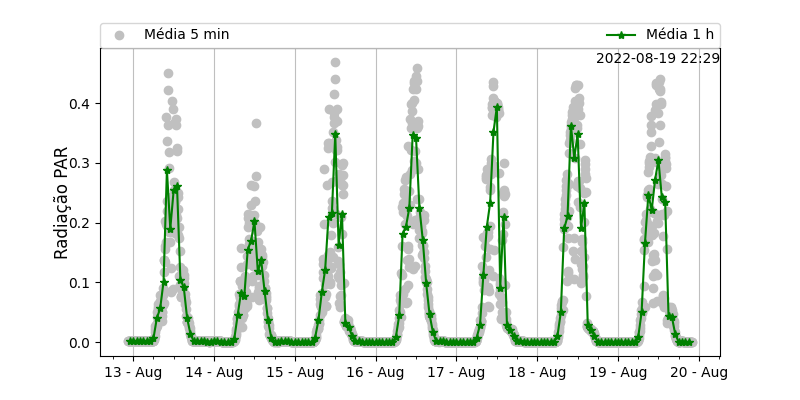 Média 5 min
Média 1 h
2022-08-19 22:29
Radiação PAR
0.4
0.3
0.2
0.1
0.0
13 - Aug
14 - Aug
15 - Aug
16 - Aug
17 - Aug
18 - Aug
19 - Aug
20 - Aug